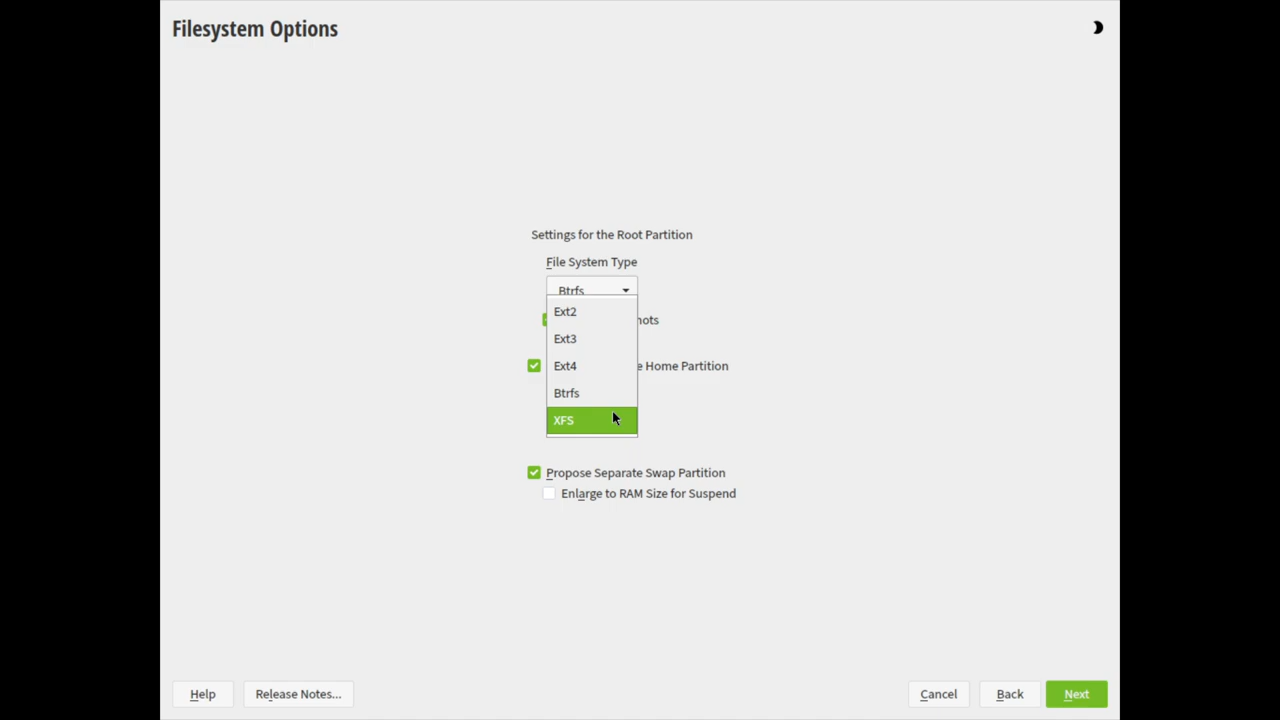 Filesystem Options
Settings for the Root Partition
File System Type
Btrfs
Ext2
hots
Ext3
Ext4
e Home Partition
Btrfs
XFS
Propose Separate Swap Partition
Enlarge to RAM Size for Suspend
Help
Release Notes...
Cancel
Back
Next